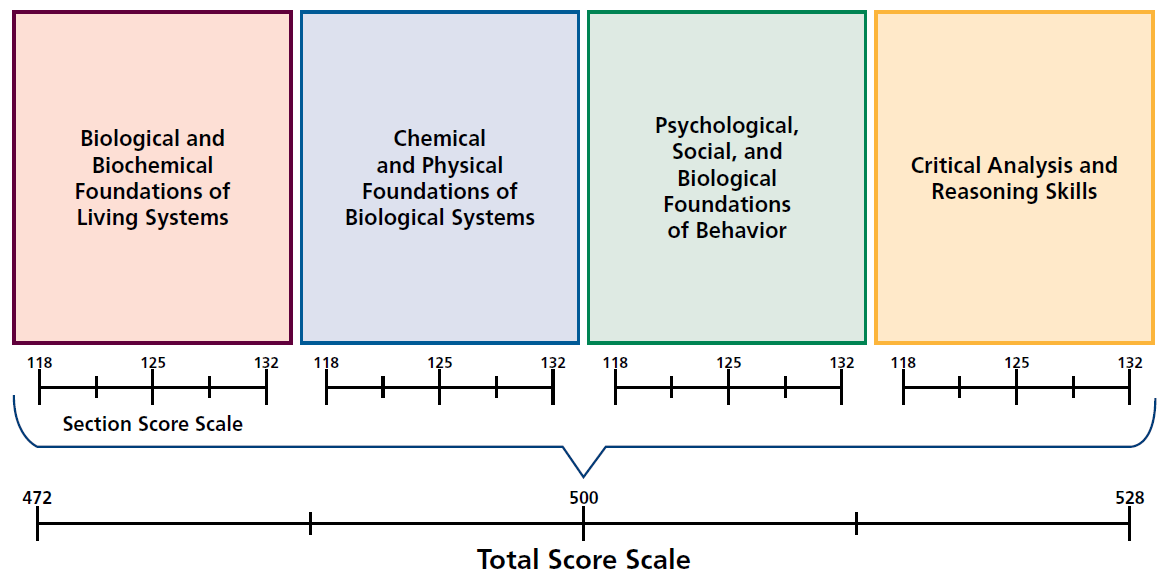 Biological and
Biochemical
Foundations of
Living Systems
Chemical
and Physical
Foundations of
Biological Systems
Psychological,
Social, and
Biological
Foundations
of Behavior
Critical Analysis and
Reasoning Skills
118 125 132
118 125 132
118 125 132
118 125 132
Section Score Scale
472 500 528
Total Score Scale